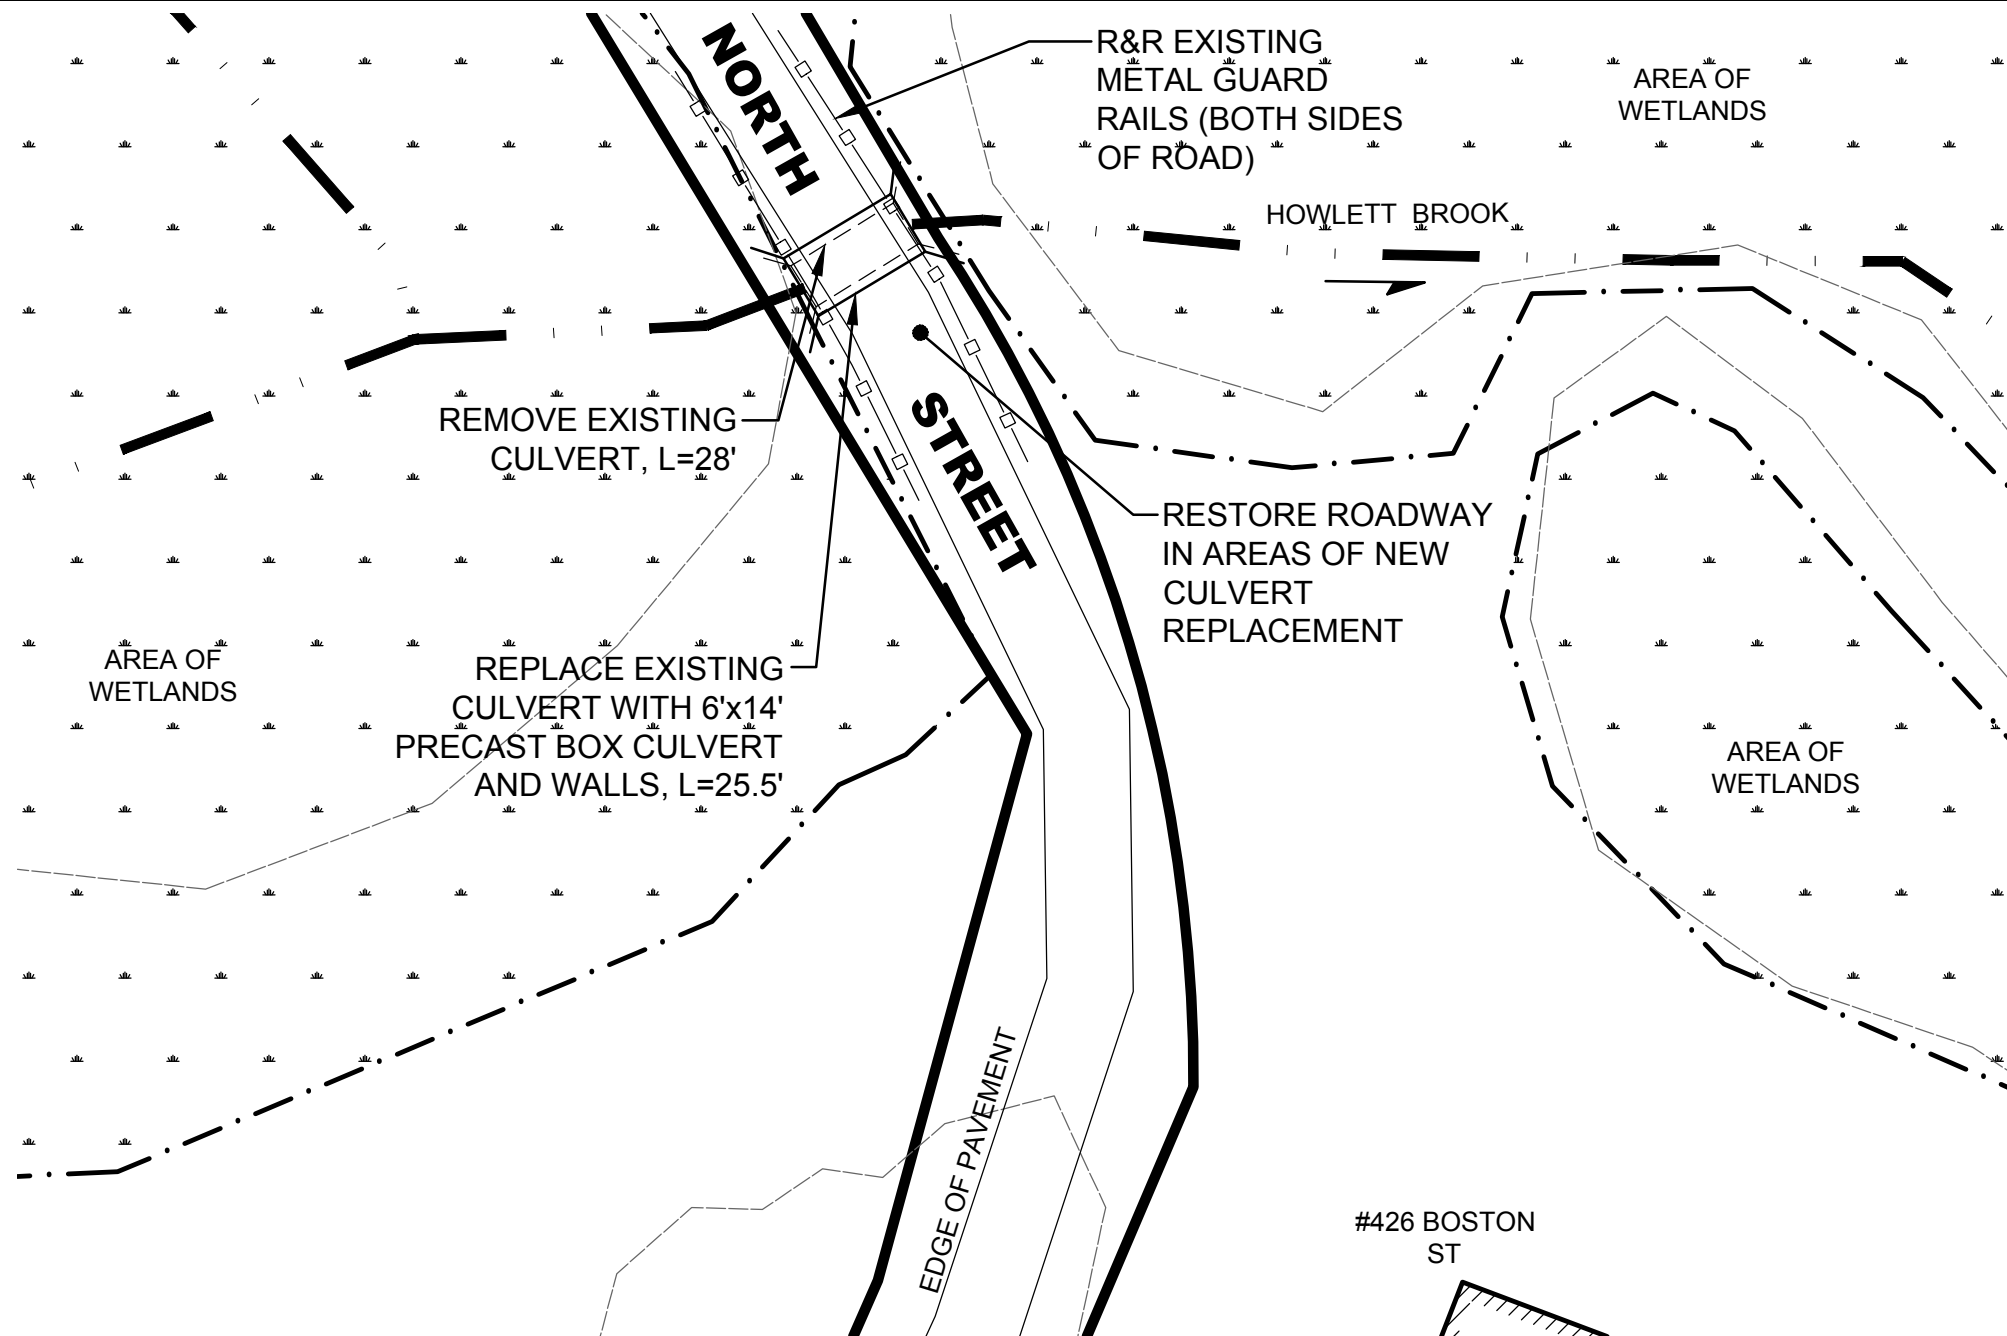 NORTH
STREET
R&R EXISTING
METAL GUARD
RAILS (BOTH SIDES
OF ROAD)
AREA OF
WETLANDS
HOWLETT BROOK
REMOVE EXISTING
CULVERT, L=28'
RESTORE ROADWAY
IN AREAS OF NEW
CULVERT
REPLACEMENT
AREA OF
WETLANDS
REPLACE EXISTING
CULVERT WITH 6'x14'
PRECAST BOX CULVERT
AND WALLS, L=25.5'
AREA OF
WETLANDS
EDGE OF PAVEMENT
#426 BOSTON
ST